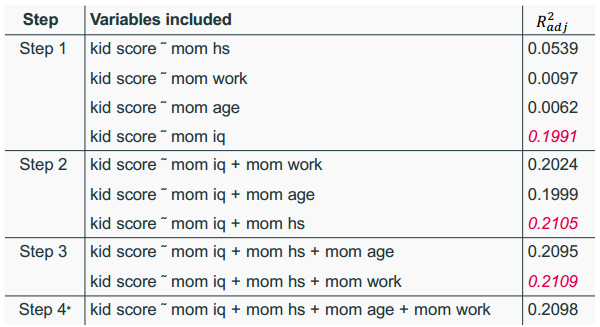 Step Variables included R²adj
Step 1 kid score ~ mom hs 0.0539
kid score ~ mom work 0.0097
kid score ~ mom age 0.0062
kid score ~ mom iq 0.1991
Step 2 kid score ~ mom iq + mom work 0.2024
kid score ~ mom iq + mom age 0.1999
kid score ~ mom iq + mom hs 0.2105
Step 3 kid score ~ mom iq + mom hs + mom age 0.2095
kid score ~ mom iq + mom hs + mom work 0.2109
Step 4* kid score ~ mom iq + mom hs + mom age + mom work 0.2098